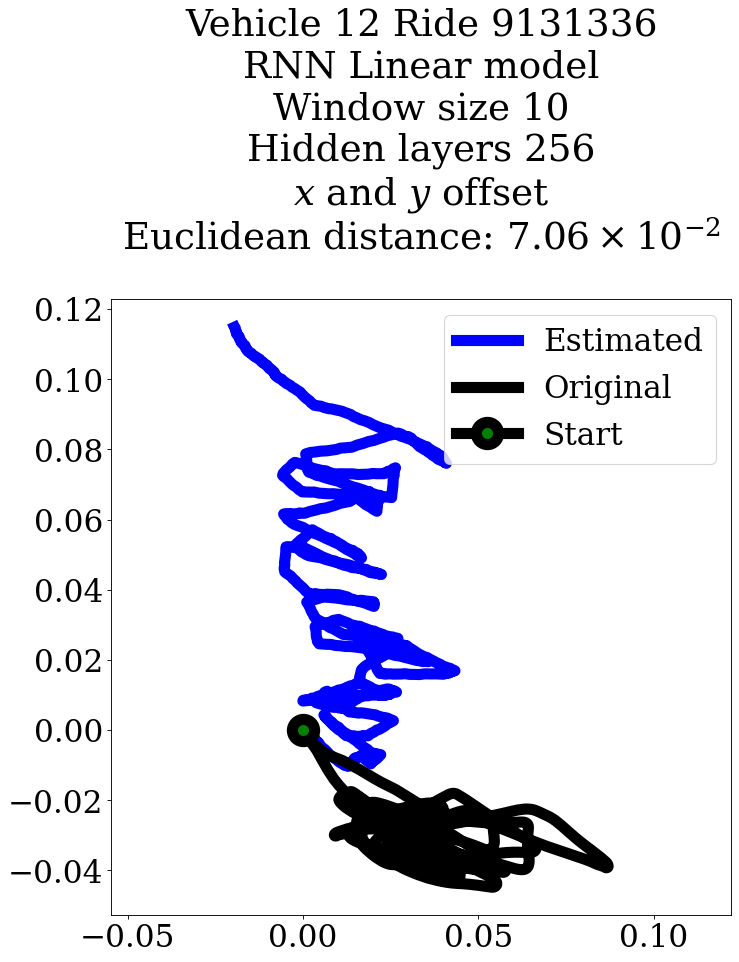 Vehicle 12 Ride 9131336
RNN Linear model
Window size 10
Hidden layers 256
x and y offset
Euclidean distance: 7.06 × 10⁻²
0.12
0.10
0.08
0.06
0.04
0.02
0.00
−0.02
−0.04
Estimated
Original
Start
−0.05 0.00 0.05 0.10